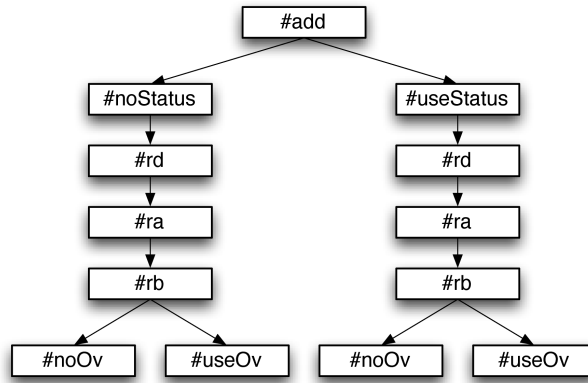 #add
#noStatus #useStatus
#rd #rd
#ra #ra
#rb #rb
#noOv #useOv #noOv #useOv